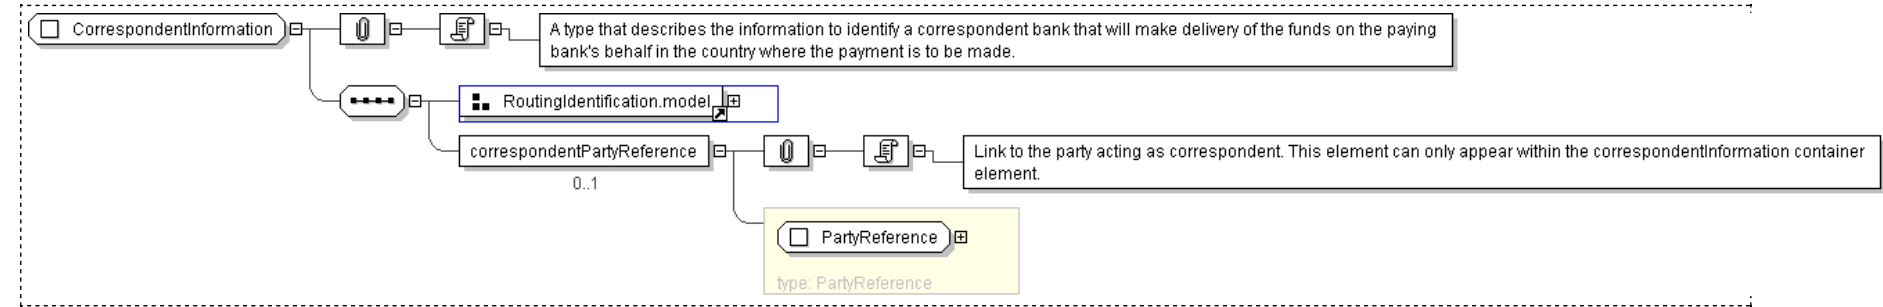 CorrespondentInformation
A type that describes the information to identify a correspondent bank that will make delivery of the funds on the paying
bank's behalf in the country where the payment is to be made.
RoutingIdentification.model
correspondentPartyReference
0..1
Link to the party acting as correspondent. This element can only appear within the correspondentInformation container
element.
PartyReference
type: PartyReference